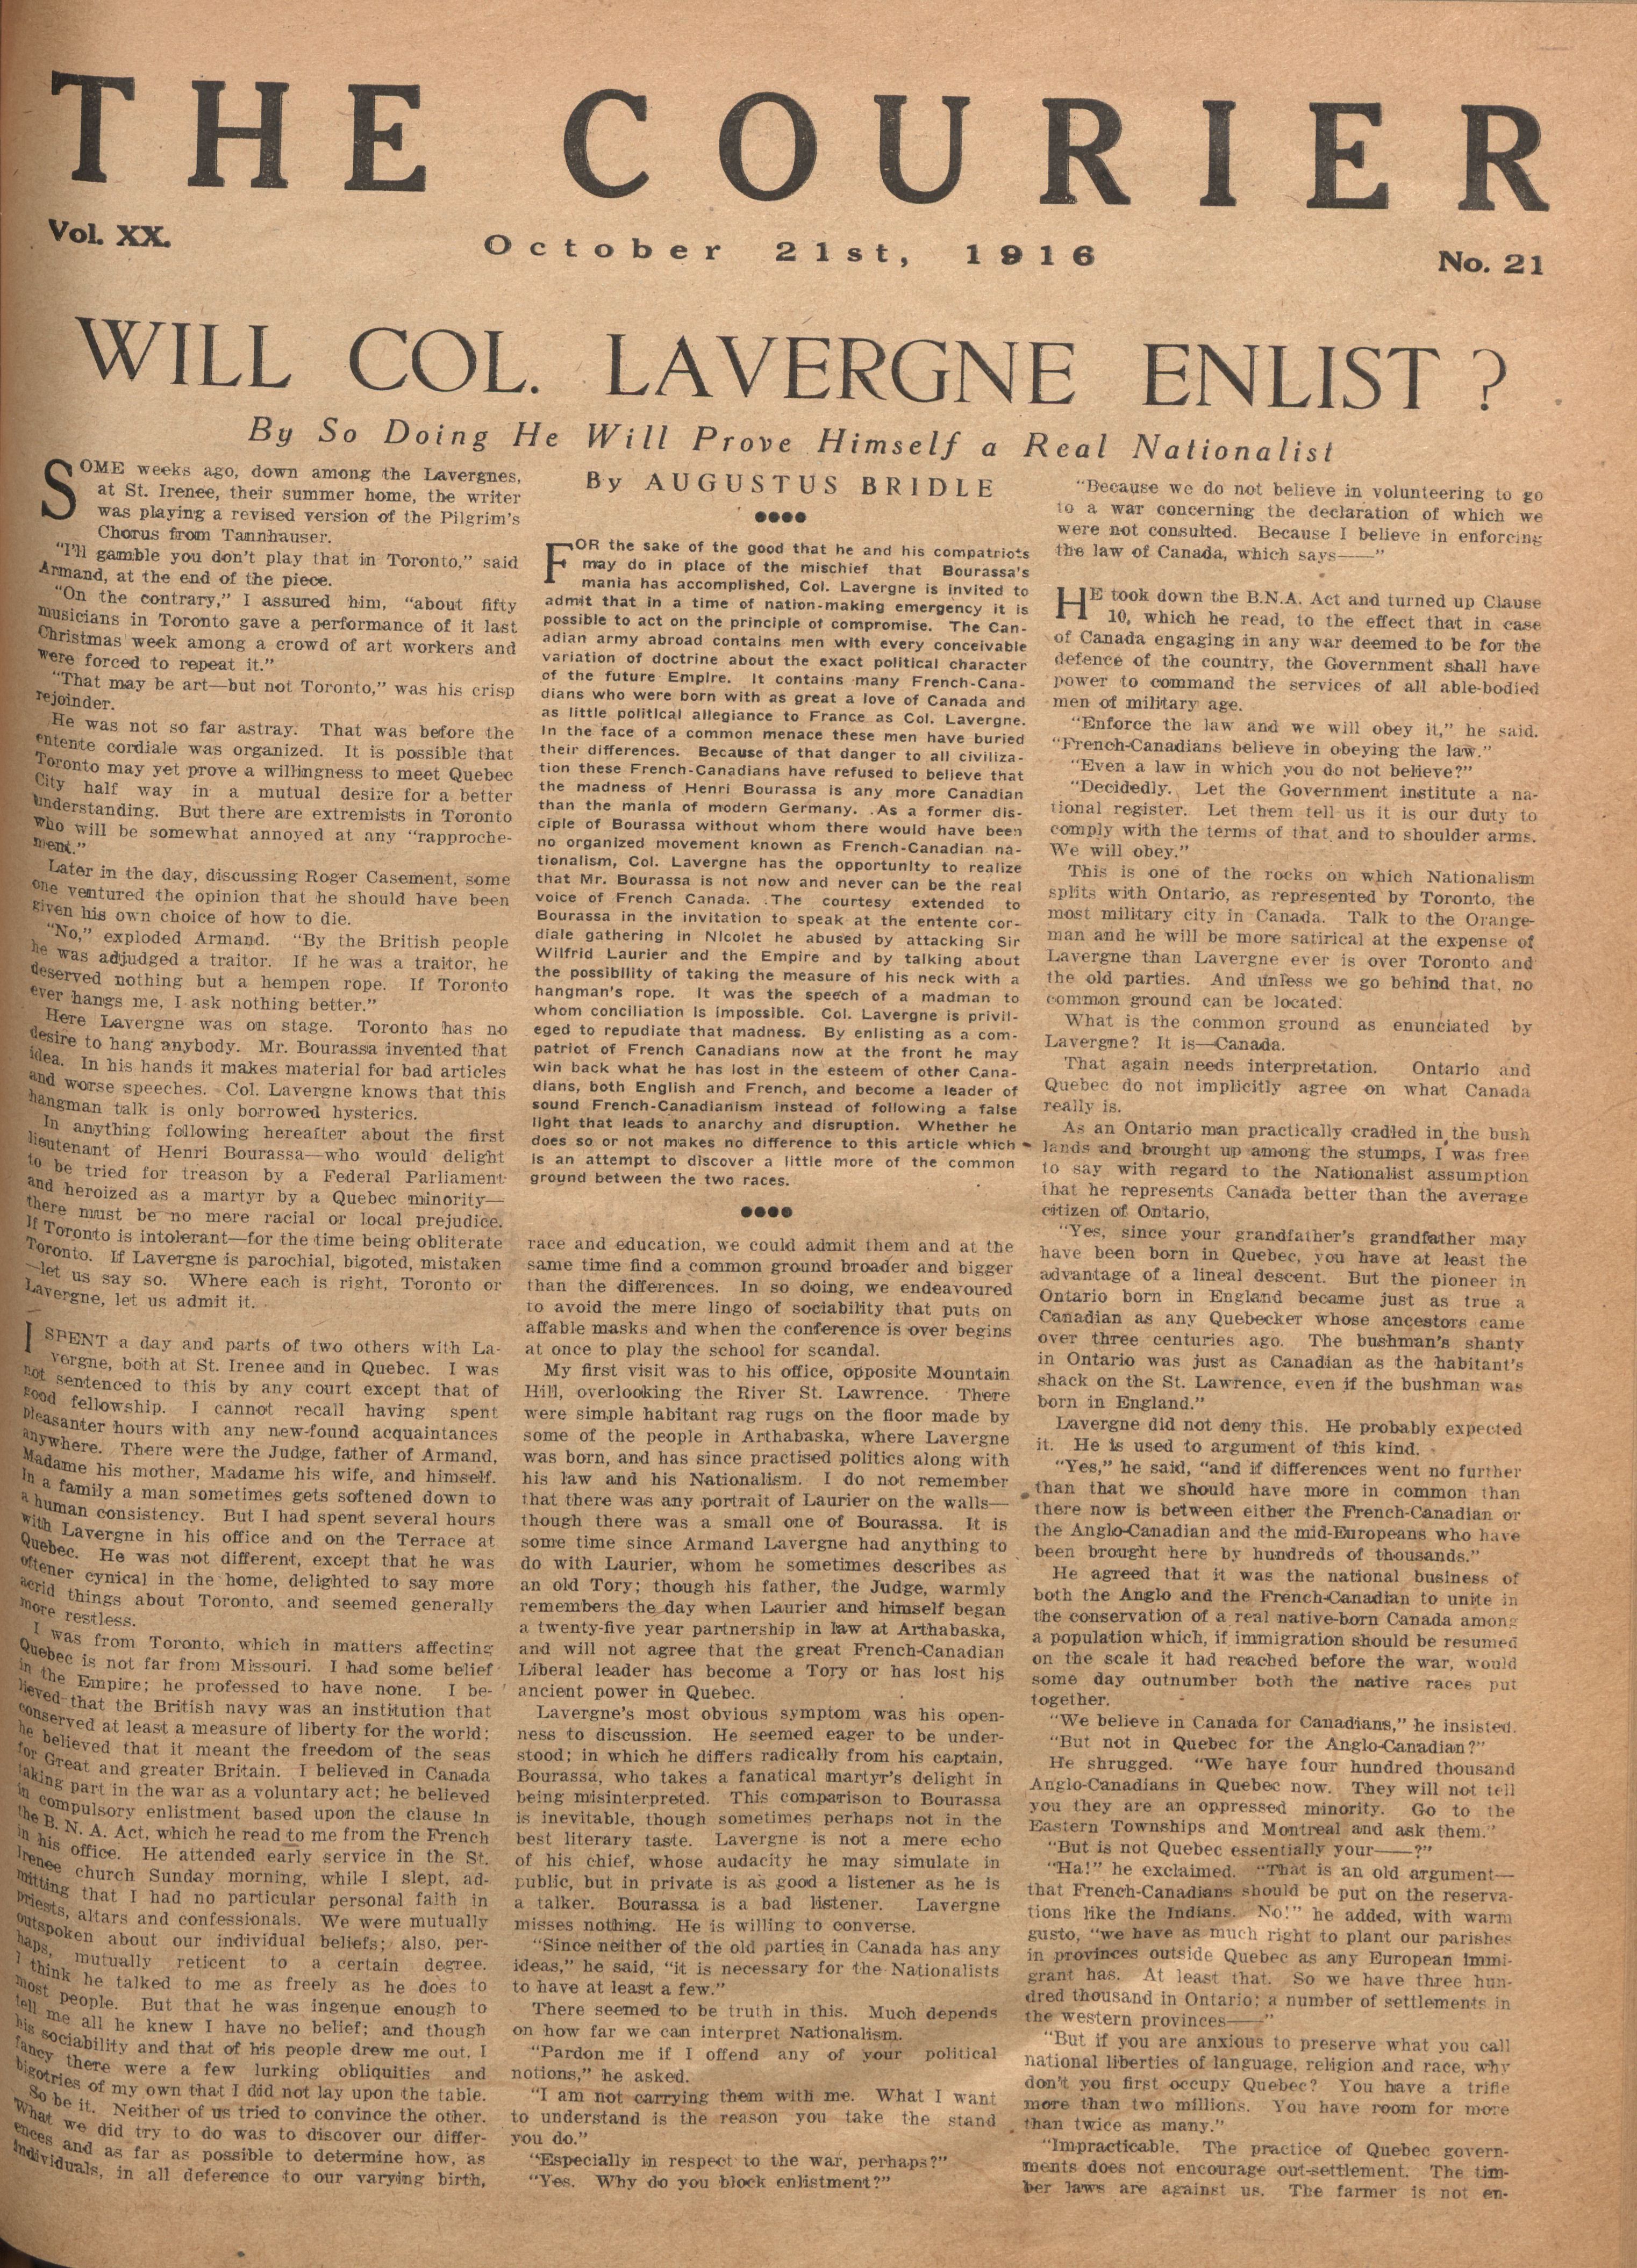 THE COURIER
Vol. XX.
October 21st, 1916
No. 21
WILL COL. LAVERGNE ENLIST?
By So Doing He Will Prove Himself a Real Nationalist
By AUGUSTUS BRIDLE
SOME weeks ago, down among the Lavergnes,
at St. Irenee, their summer home, the writer
was playing a revised version of the Pilgrim's
Chorus from Tannhauser.
"I'll gamble you don't play that in Toronto," said
Armand, at the end of the piece.
"On the contrary," I assured him, "about fifty
musicians in Toronto gave a performance of it last
Christmas week among a crowd of art workers and
were forced to repeat it."
"That may be art—but not Toronto," was his crisp
rejoinder.
He was not so far astray. That was before the
entente cordiale was organized. It is possible that
Toronto may yet prove a willingness to meet Quebec
City half way in a mutual desire for a better
understanding. But there are extremists in Toronto
who will be somewhat annoyed at any "rapproche-
ment."
Later in the day, discussing Roger Casement, some
one ventured the opinion that he should have been
given his own choice of how to die.
"No," exploded Armand. "By the British people
he was adjudged a traitor. If he was a traitor, he
deserved nothing but a hempen rope. If Toronto
ever hangs me, I ask nothing better."
Here Lavergne was on stage. Toronto has no
desire to hang anybody. Mr. Bourassa invented that
idea. In his hands it makes material for bad articles
and worse speeches. Col. Lavergne knows that this
hangman talk is only borrowed hysterics.
In anything following hereafter about the first
lieutenant of Henri Bourassa—who would delight
to be tried for treason by a Federal Parliament
and heroized as a martyr by a Quebec minority—
there must be no mere racial or local prejudice.
If Toronto is intolerant—for the time being obliterate
Toronto. If Lavergne is parochial, bigoted, mistaken
—let us say so. Where each is right, Toronto or
Lavergne, let us admit it.
I SPENT a day and parts of two others with La-
vergne, both at St. Irenee and in Quebec. I was
not sentenced to this by any court except that of
good fellowship. I cannot recall having spent
pleasanter hours with any new-found acquaintances
anywhere. There were the Judge, father of Armand,
Madame his mother, Madame his wife, and himself.
In a family a man sometimes gets softened down to
a human consistency. But I had spent several hours
with Lavergne in his office and on the Terrace at
Quebec. He was not different, except that he was
oftener cynical in the home, delighted to say more
acrid things about Toronto, and seemed generally
more restless.
I was from Toronto, which in matters affecting
Quebec is not far from Missouri. I had some belief
in the Empire; he professed to have none. I be-
lieved that the British navy was an institution that
conserved at least a measure of liberty for the world;
he believed that it meant the freedom of the seas
for Great and greater Britain. I believed in Canada
taking part in the war as a voluntary act; he believed
in compulsory enlistment based upon the clause in
the B. N. A. Act, which he read to me from the French
in his office. He attended early service in the St.
Irenee church Sunday morning, while I slept, ad-
mitting that I had no particular personal faith in
priests, altars and confessionals. We were mutually
outspoken about our individual beliefs; also, per-
haps, mutually reticent to a certain degree.
I think he talked to me as freely as he does to
most people. But that he was ingenue enough to
tell me all he knew I have no belief; and though
his sociability and that of his people drew me out, I
fancy there were a few lurking obliquities and
bigotries of my own that I did not lay upon the table.
So be it. Neither of us tried to convince the other.
What we did try to do was to discover our differ-
ences and as far as possible to determine how, as
individuals, in all deference to our varying birth,
FOR the sake of the good that he and his compatriots
may do in place of the mischief that Bourassa's
mania has accomplished, Col. Lavergne is invited to
admit that in a time of nation-making emergency it is
possible to act on the principle of compromise. The Can-
adian army abroad contains men with every conceivable
variation of doctrine about the exact political character
of the future Empire. It contains many French-Cana-
dians who were born with as great a love of Canada and
as little political allegiance to France as Col. Lavergne.
In the face of a common menace these men have buried
their differences. Because of that danger to all civiliza-
tion these French-Canadians have refused to believe that
the madness of Henri Bourassa is any more Canadian
than the mania of modern Germany. .As a former dis-
ciple of Bourassa without whom there would have been
no organized movement known as French-Canadian na-
tionalism, Col. Lavergne has the opportunity to realize
that Mr. Bourassa is not now and never can be the real
voice of French Canada. .The courtesy extended to
Bourassa in the invitation to speak at the entente cor-
diale gathering in Nicolet he abused by attacking Sir
Wilfrid Laurier and the Empire and by talking about
the possibility of taking the measure of his neck with a
hangman's rope. It was the speech of a madman to
whom conciliation is impossible. Col. Lavergne is privil-
eged to repudiate that madness. By enlisting as a com-
patriot of French Canadians now at the front he may
win back what he has lost in the esteem of other Cana-
dians, both English and French, and become a leader of
sound French-Canadianism instead of following a false
light that leads to anarchy and disruption. Whether he
does so or not makes no difference to this article which
is an attempt to discover a little more of the common
ground between the two races.
race and education, we could admit them and at the
same time find a common ground broader and bigger
than the differences. In so doing, we endeavoured
to avoid the mere lingo of sociability that puts on
affable masks and when the conference is over begins
at once to play the school for scandal.
My first visit was to his office, opposite Mountain
Hill, overlooking the River St. Lawrence. There
were simple habitant rag rugs on the floor made by
some of the people in Arthabaska, where Lavergne
was born, and has since practised politics along with
his law and his Nationalism. I do not remember
that there was any portrait of Laurier on the walls—
though there was a small one of Bourassa. It is
some time since Armand Lavergne had anything to
do with Laurier, whom he sometimes describes as
an old Tory; though his father, the Judge, warmly
remembers the day when Laurier and himself began
a twenty-five year partnership in law at Arthabaska,
and will not agree that the great French-Canadian
Liberal leader has become a Tory or has lost his
ancient power in Quebec.
Lavergne's most obvious symptom was his open-
ness to discussion. He seemed eager to be under-
stood; in which he differs radically from his captain,
Bourassa, who takes a fanatical martyr's delight in
being misinterpreted. This comparison to Bourassa
is inevitable, though sometimes perhaps not in the
best literary taste. Lavergne is not a mere echo
of his chief, whose audacity he may simulate in
public, but in private is as good a listener as he is
a talker. Bourassa is a bad listener. Lavergne
misses nothing. He is willing to converse.
"Since neither of the old parties in Canada has any
ideas," he said, "it is necessary for the Nationalists
to have at least a few."
There seemed to be truth in this. Much depends
on how far we can interpret Nationalism.
"Pardon me if I offend any of your political
notions," he asked.
"I am not carrying them with me. What I want
to understand is the reason you take the stand
you do."
"Especially in respect to the war, perhaps?"
"Yes. Why do you block enlistment?"
"Because we do not believe in volunteering to go
to a war concerning the declaration of which we
were not consulted. Because I believe in enforcing
the law of Canada, which says——"
HE took down the B.N.A. Act and turned up Clause
10, which he read, to the effect that in case
of Canada engaging in any war deemed to be for the
defence of the country, the Government shall have
power to command the services of all able-bodied
men of military age.
"Enforce the law and we will obey it," he said.
"French-Canadians believe in obeying the law."
"Even a law in which you do not believe?"
"Decidedly. Let the Government institute a na-
tional register. Let them tell us it is our duty to
comply with the terms of that and to shoulder arms.
We will obey."
This is one of the rocks on which Nationalism
splits with Ontario, as represented by Toronto, the
most military city in Canada. Talk to the Orange-
man and he will be more satirical at the expense of
Lavergne than Lavergne ever is over Toronto and
the old parties. And unless we go behind that, no
common ground can be located:
What is the common ground as enunciated by
Lavergne? It is—Canada.
That again needs interpretation. Ontario and
Quebec do not implicitly agree on what Canada
really is.
As an Ontario man practically cradled in the bush
lands and brought up among the stumps, I was free
to say with regard to the Nationalist assumption
that he represents Canada better than the average
citizen of Ontario,
"Yes, since your grandfather's grandfather may
have been born in Quebec, you have at least the
advantage of a lineal descent. But the pioneer in
Ontario born in England became just as true a
Canadian as any Quebecker whose ancestors came
over three centuries ago. The bushman's shanty
in Ontario was just as Canadian as the habitant's
shack on the St. Lawrence, even if the bushman was
born in England."
Lavergne did not deny this. He probably expected
it. He is used to argument of this kind.
"Yes," he said, "and if differences went no further
than that we should have more in common than
there now is between either the French-Canadian or
the Anglo-Canadian and the mid-Europeans who have
been brought here by hundreds of thousands."
He agreed that it was the national business of
both the Anglo and the French-Canadian to unite in
the conservation of a real native-born Canada among
a population which, if immigration should be resumed
on the scale it had reached before the war, would
some day outnumber both the native races put
together.
"We believe in Canada for Canadians," he insisted.
"But not in Quebec for the Anglo-Canadian?"
He shrugged. "We have four hundred thousand
Anglo-Canadians in Quebec now. They will not tell
you they are an oppressed minority. Go to the
Eastern Townships and Montreal and ask them."
"But is not Quebec essentially your——?"
"Ha!" he exclaimed. "That is an old argument—
that French-Canadians should be put on the reserva-
tions like the Indians. No!" he added, with warm
gusto, "we have as much right to plant our parishes
in provinces outside Quebec as any European immi-
grant has. At least that. So we have three hun-
dred thousand in Ontario; a number of settlements in
the western provinces——"
"But if you are anxious to preserve what you call
national liberties of language, religion and race, why
don't you first occupy Quebec? You have a trifle
more than two millions. You have room for more
than twice as many."
"Impracticable. The practice of Quebec govern-
ments does not encourage out-settlement. The tim-
ber laws are against us. The farmer is not en-